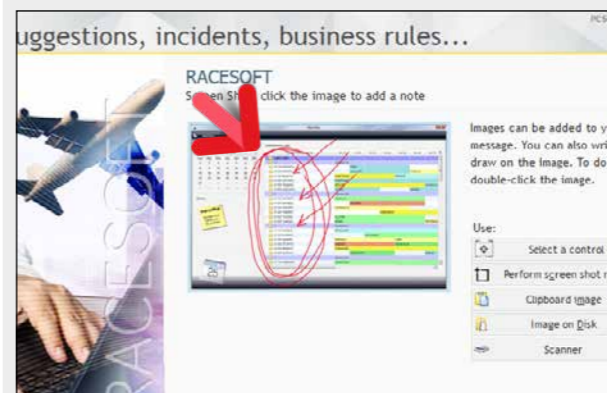 uggestions, incidents, business rules...
RACESOFT
click the image to add a note
Images can be added to y
message. You can also wri
draw on the image. To do
double-click the image.
Use:
Select a control
Perform screen shot r
Clipboard image
Image on Disk
Scanner
RACESOFT